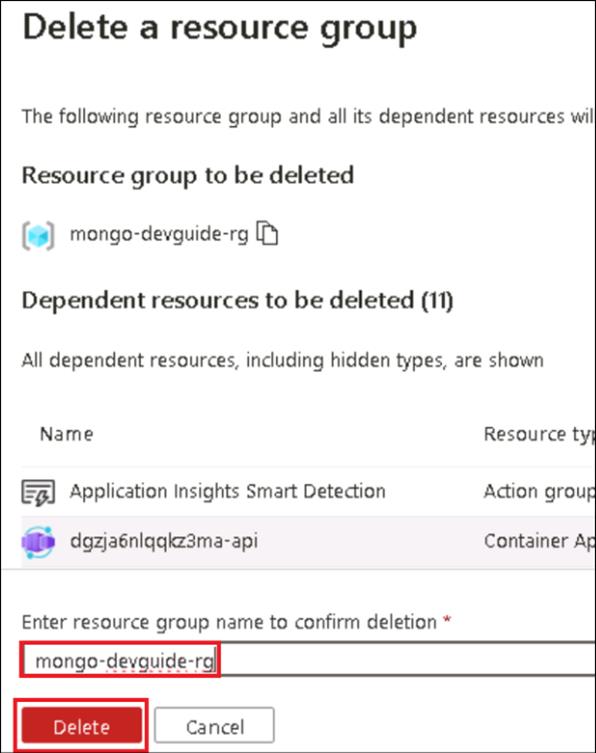 Delete a resource group
The following resource group and all its dependent resources wil
Resource group to be deleted
mongo-devguide-rg
Dependent resources to be deleted (11)
All dependent resources, including hidden types, are shown
Name Resource typ
Application Insights Smart Detection Action group
dgzja6nlqqkz3ma-api Container Ap
Enter resource group name to confirm deletion *
mongo-devguide-rg
Delete Cancel